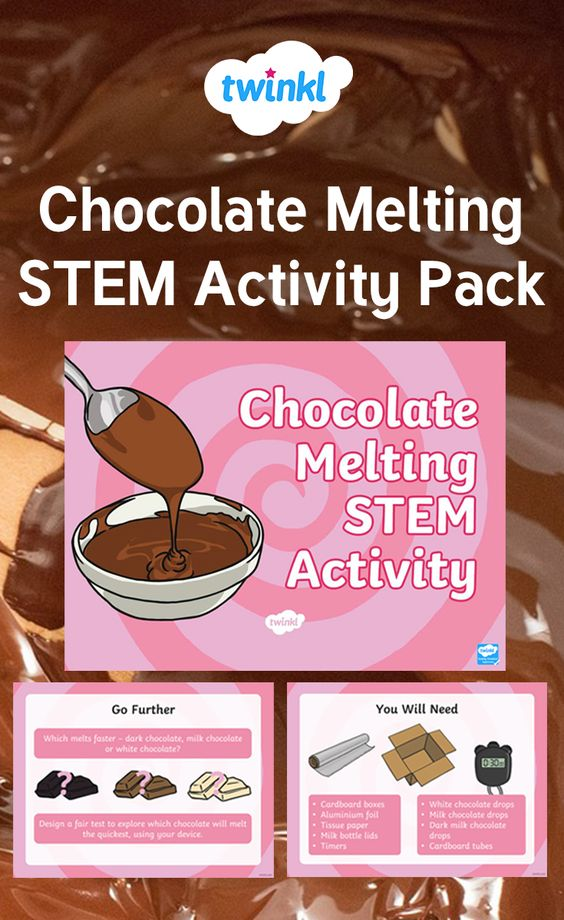 twinkl
Chocolate Melting
STEM Activity Pack
Chocolate
Melting
STEM
Activity
twinkl
twinkl
Go Further
Which melts faster – dark chocolate, milk chocolate
or white chocolate?
? ? ?
Design a fair test to explore which chocolate will melt
the quickest, using your device.
You Will Need
0:30
• Cardboard boxes
• Aluminium foil
• Tissue paper
• Milk bottle lids
• Timers
• White chocolate drops
• Milk chocolate drops
• Dark milk chocolate
drops
• Cardboard tubes